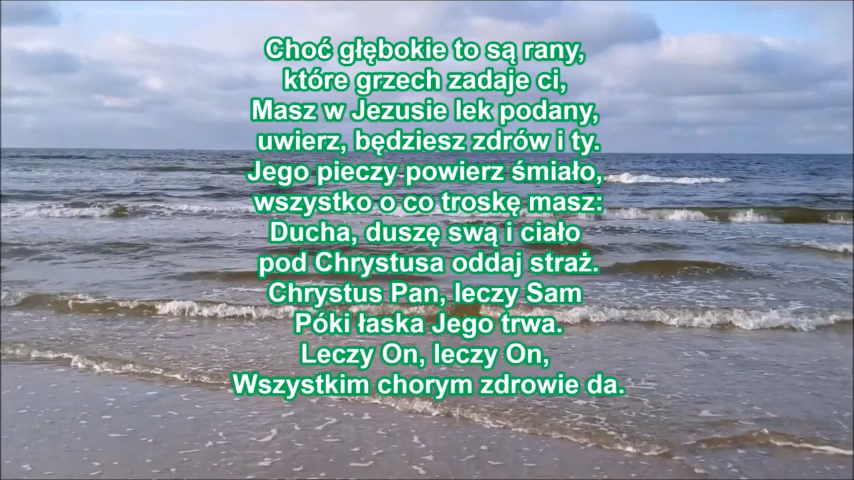 Choć głębokie to są rany,
które grzech zadaje ci,
Masz w Jezusie lek podany,
uwierz, będziesz zdrów i ty.
Jego pieczy powierz śmiało,
wszystko o co troskę masz:
Ducha, duszę swą i ciało
pod Chrystusa oddaj straż.
Chrystus Pan, leczy Sam
Póki łaska Jego trwa.
Leczy On, leczy On,
Wszystkim chorym zdrowie da.